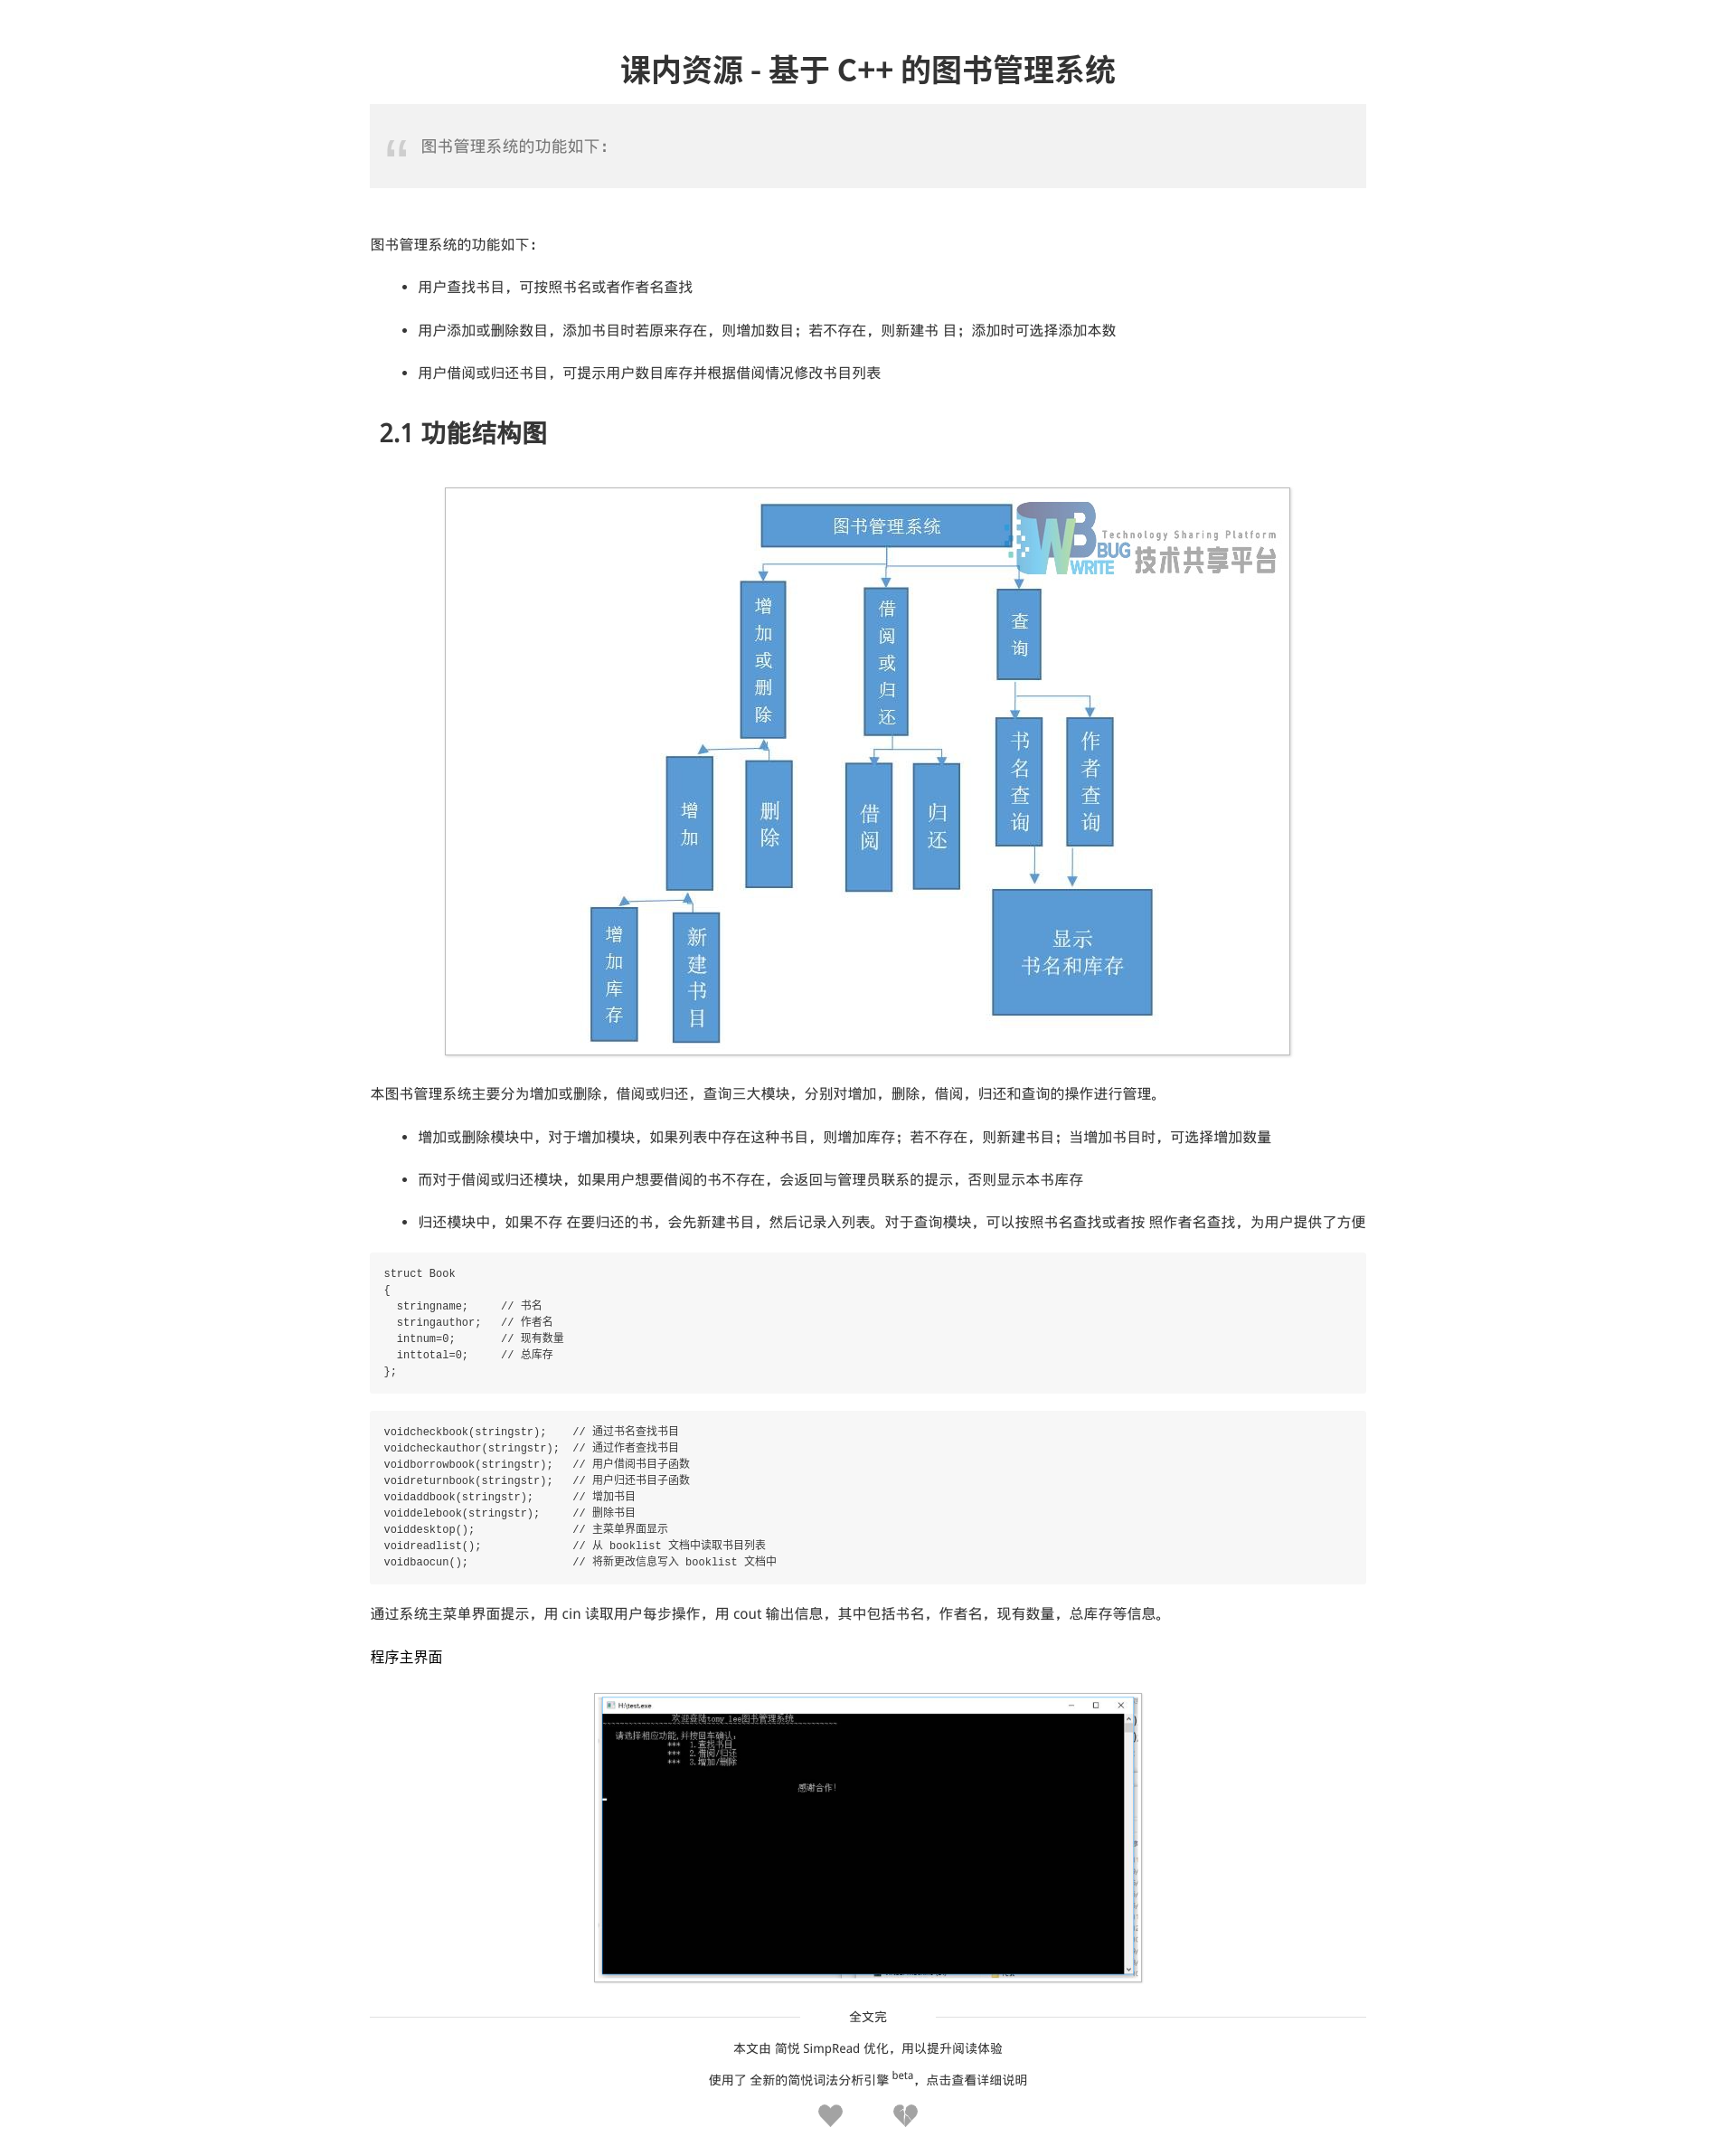 课内资源 - 基于 C++ 的图书管理系统
“ 图书管理系统的功能如下：
图书管理系统的功能如下：
• 用户查找书目，可按照书名或者作者名查找
• 用户添加或删除数目，添加书目时若原来存在，则增加数目；若不存在，则新建书 目；添加时可选择添加本数
• 用户借阅或归还书目，可提示用户数目库存并根据借阅情况修改书目列表
2.1 功能结构图
图书管理系统
WB
BUG
WRITE
Technology Sharing Platform
技术共享平台
增加或删除
借阅或归还
查询
增加
删除
借阅
归还
书名查询
作者查询
增加库存
新建书目
显示
书名和库存
本图书管理系统主要分为增加或删除，借阅或归还，查询三大模块，分别对增加，删除，借阅，归还和查询的操作进行管理。
• 增加或删除模块中，对于增加模块，如果列表中存在这种书目，则增加库存；若不存在，则新建书目；当增加书目时，可选择增加数量
• 而对于借阅或归还模块，如果用户想要借阅的书不存在，会返回与管理员联系的提示，否则显示本书库存
• 归还模块中，如果不存 在要归还的书，会先新建书目，然后记录入列表。对于查询模块，可以按照书名查找或者按 照作者名查找，为用户提供了方便
struct Book
{
  stringname;     // 书名
  stringauthor;   // 作者名
  intnum=0;       // 现有数量
  inttotal=0;     // 总库存
};
voidcheckbook(stringstr);    // 通过书名查找书目
voidcheckauthor(stringstr);  // 通过作者查找书目
voidborrowbook(stringstr);   // 用户借阅书目子函数
voidreturnbook(stringstr);   // 用户归还书目子函数
voidaddbook(stringstr);      // 增加书目
voiddelebook(stringstr);     // 删除书目
voiddesktop();               // 主菜单界面显示
voidreadlist();              // 从 booklist 文档中读取书目列表
voidbaocun();                // 将新更改信息写入 booklist 文档中
通过系统主菜单界面提示，用 cin 读取用户每步操作，用 cout 输出信息，其中包括书名，作者名，现有数量，总库存等信息。
程序主界面
H:\test.exe
欢迎登陆tomy lee图书管理系统
请选择相应功能,并按回车确认:
*** 1.查找书目
*** 2.借阅/归还
*** 3.增加/删除
感谢合作!
全文完
本文由 简悦 SimpRead 优化，用以提升阅读体验
使用了 全新的简悦词法分析引擎 beta，点击查看详细说明